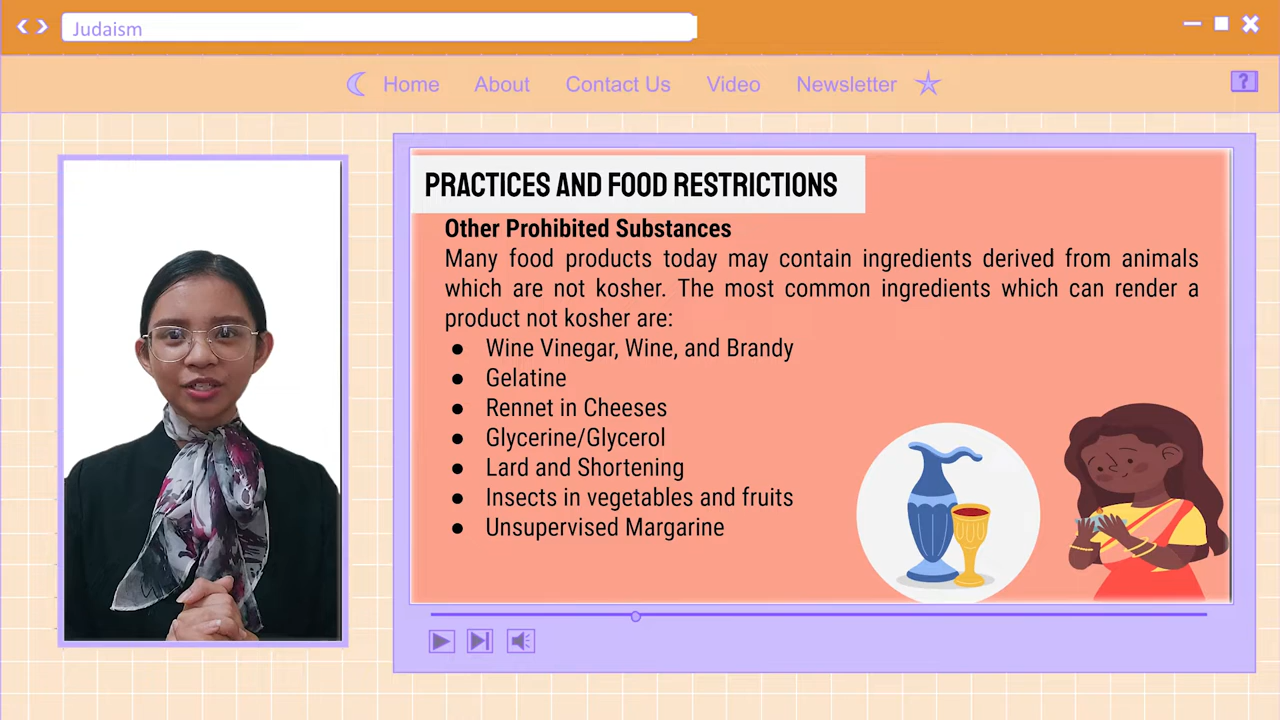 Judaism
Home About Contact Us Video Newsletter
?
PRACTICES AND FOOD RESTRICTIONS
Other Prohibited Substances
Many food products today may contain ingredients derived from animals
which are not kosher. The most common ingredients which can render a
product not kosher are:
● Wine Vinegar, Wine, and Brandy
● Gelatine
● Rennet in Cheeses
● Glycerine/Glycerol
● Lard and Shortening
● Insects in vegetables and fruits
● Unsupervised Margarine